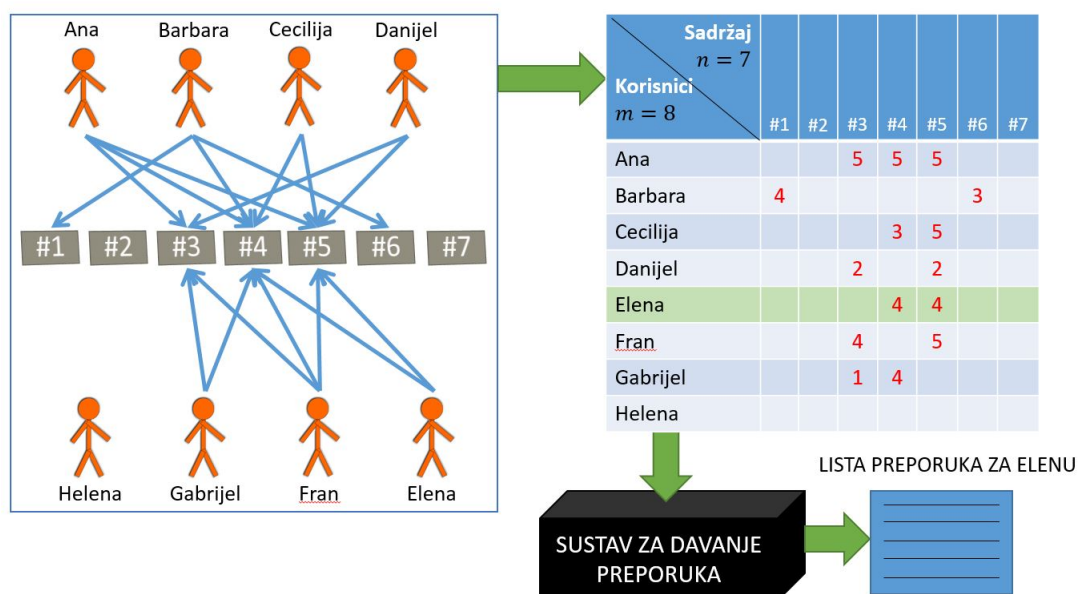 Ana Barbara Cecilija Danijel
#1 #2 #3 #4 #5 #6 #7
Helena Gabrijel Fran Elena
Sadržaj
n = 7
Korisnici
m = 8
#1 #2 #3 #4 #5 #6 #7
Ana 5 5 5
Barbara 4 3
Cecilija 3 5
Danijel 2 2
Elena 4 4
Fran 4 5
Gabrijel 1 4
Helena
LISTA PREPORUKA ZA ELENU
SUSTAV ZA DAVANJE
PREPORUKA